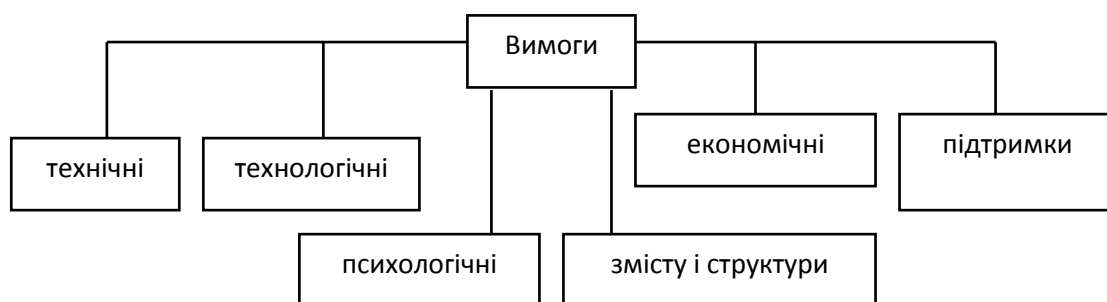 Вимоги
технічні
технологічні
економічні
підтримки
психологічні
змісту і структури